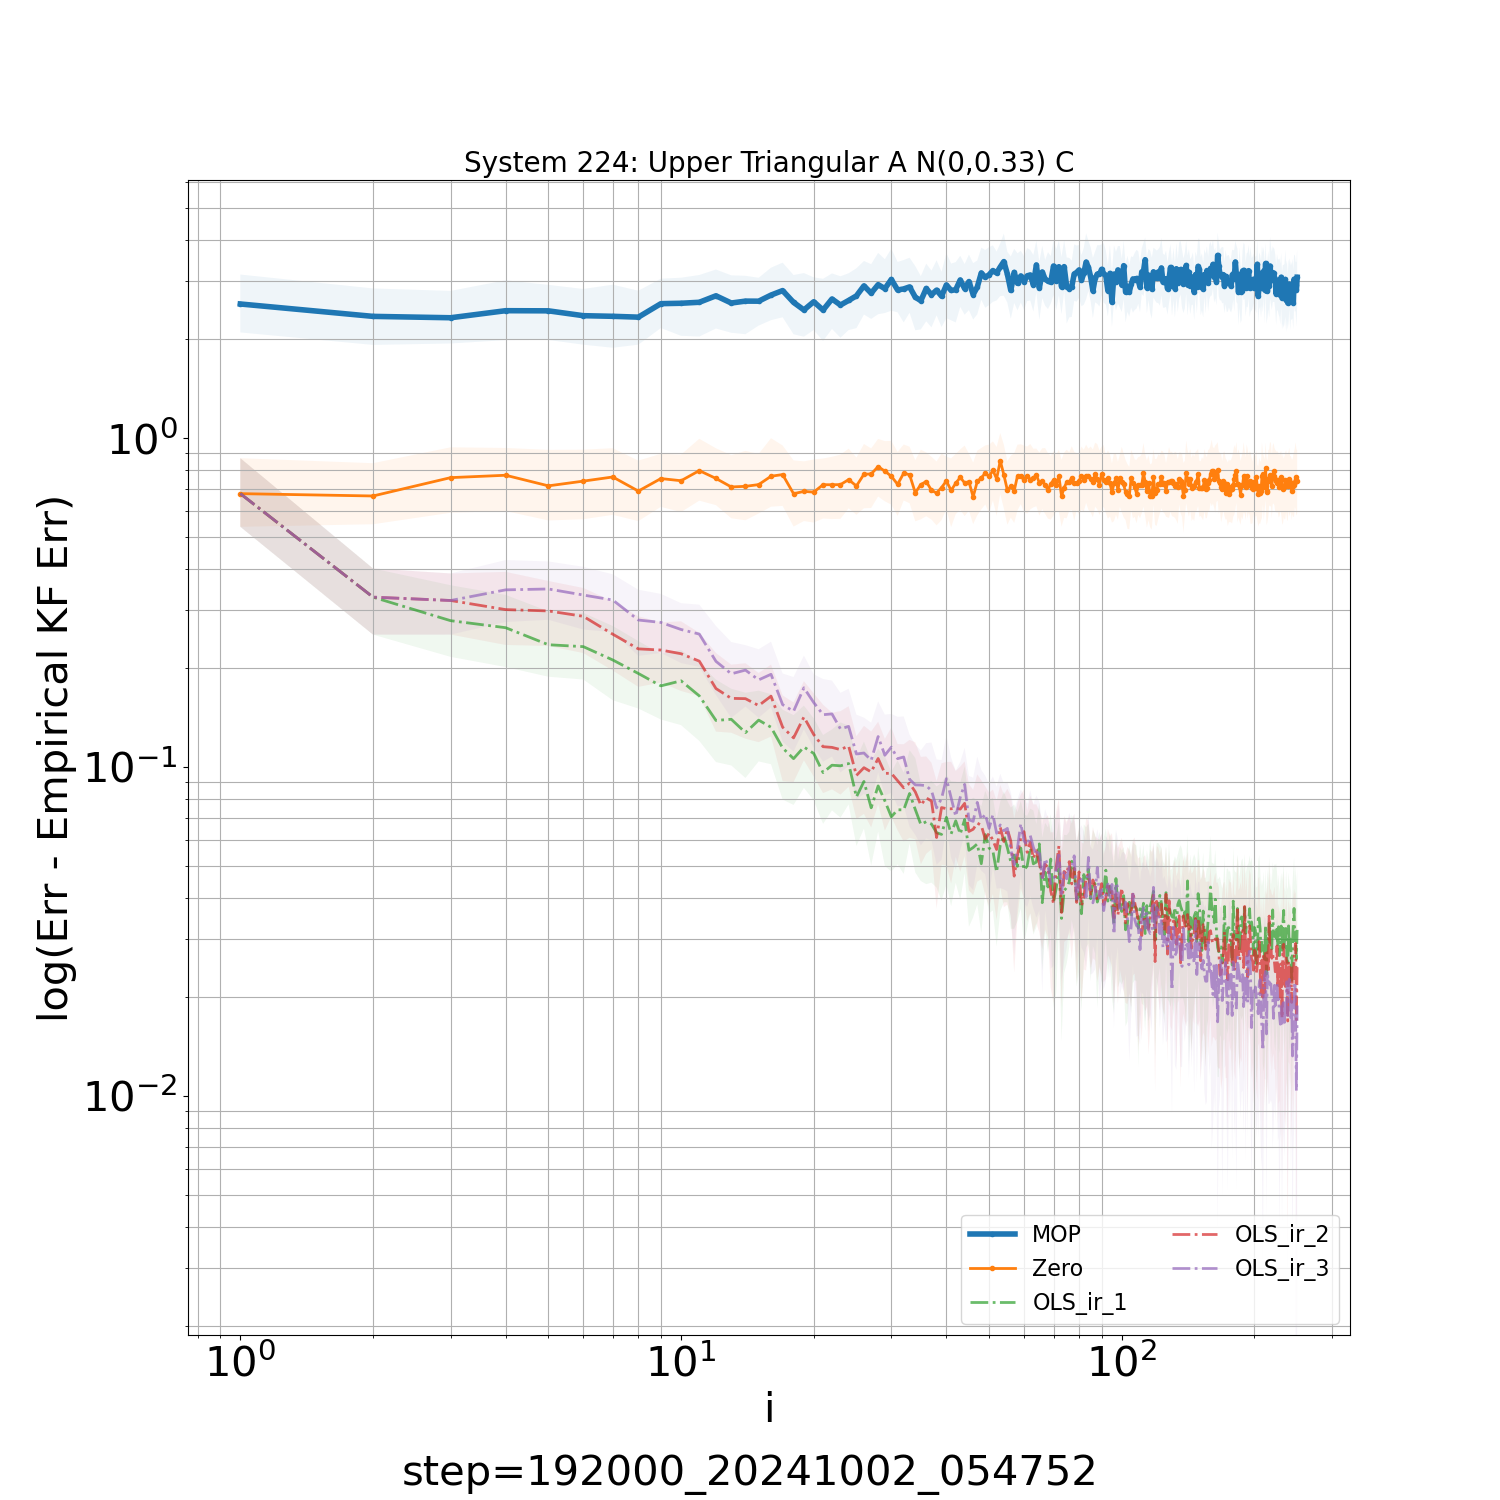 System 224: Upper Triangular A N(0,0.33) C
log(Err - Empirical KF Err)
10^0
10^-1
10^-2
MOP
Zero
OLS_ir_1
OLS_ir_2
OLS_ir_3
10^0 10^1 10^2
i
step=192000_20241002_054752